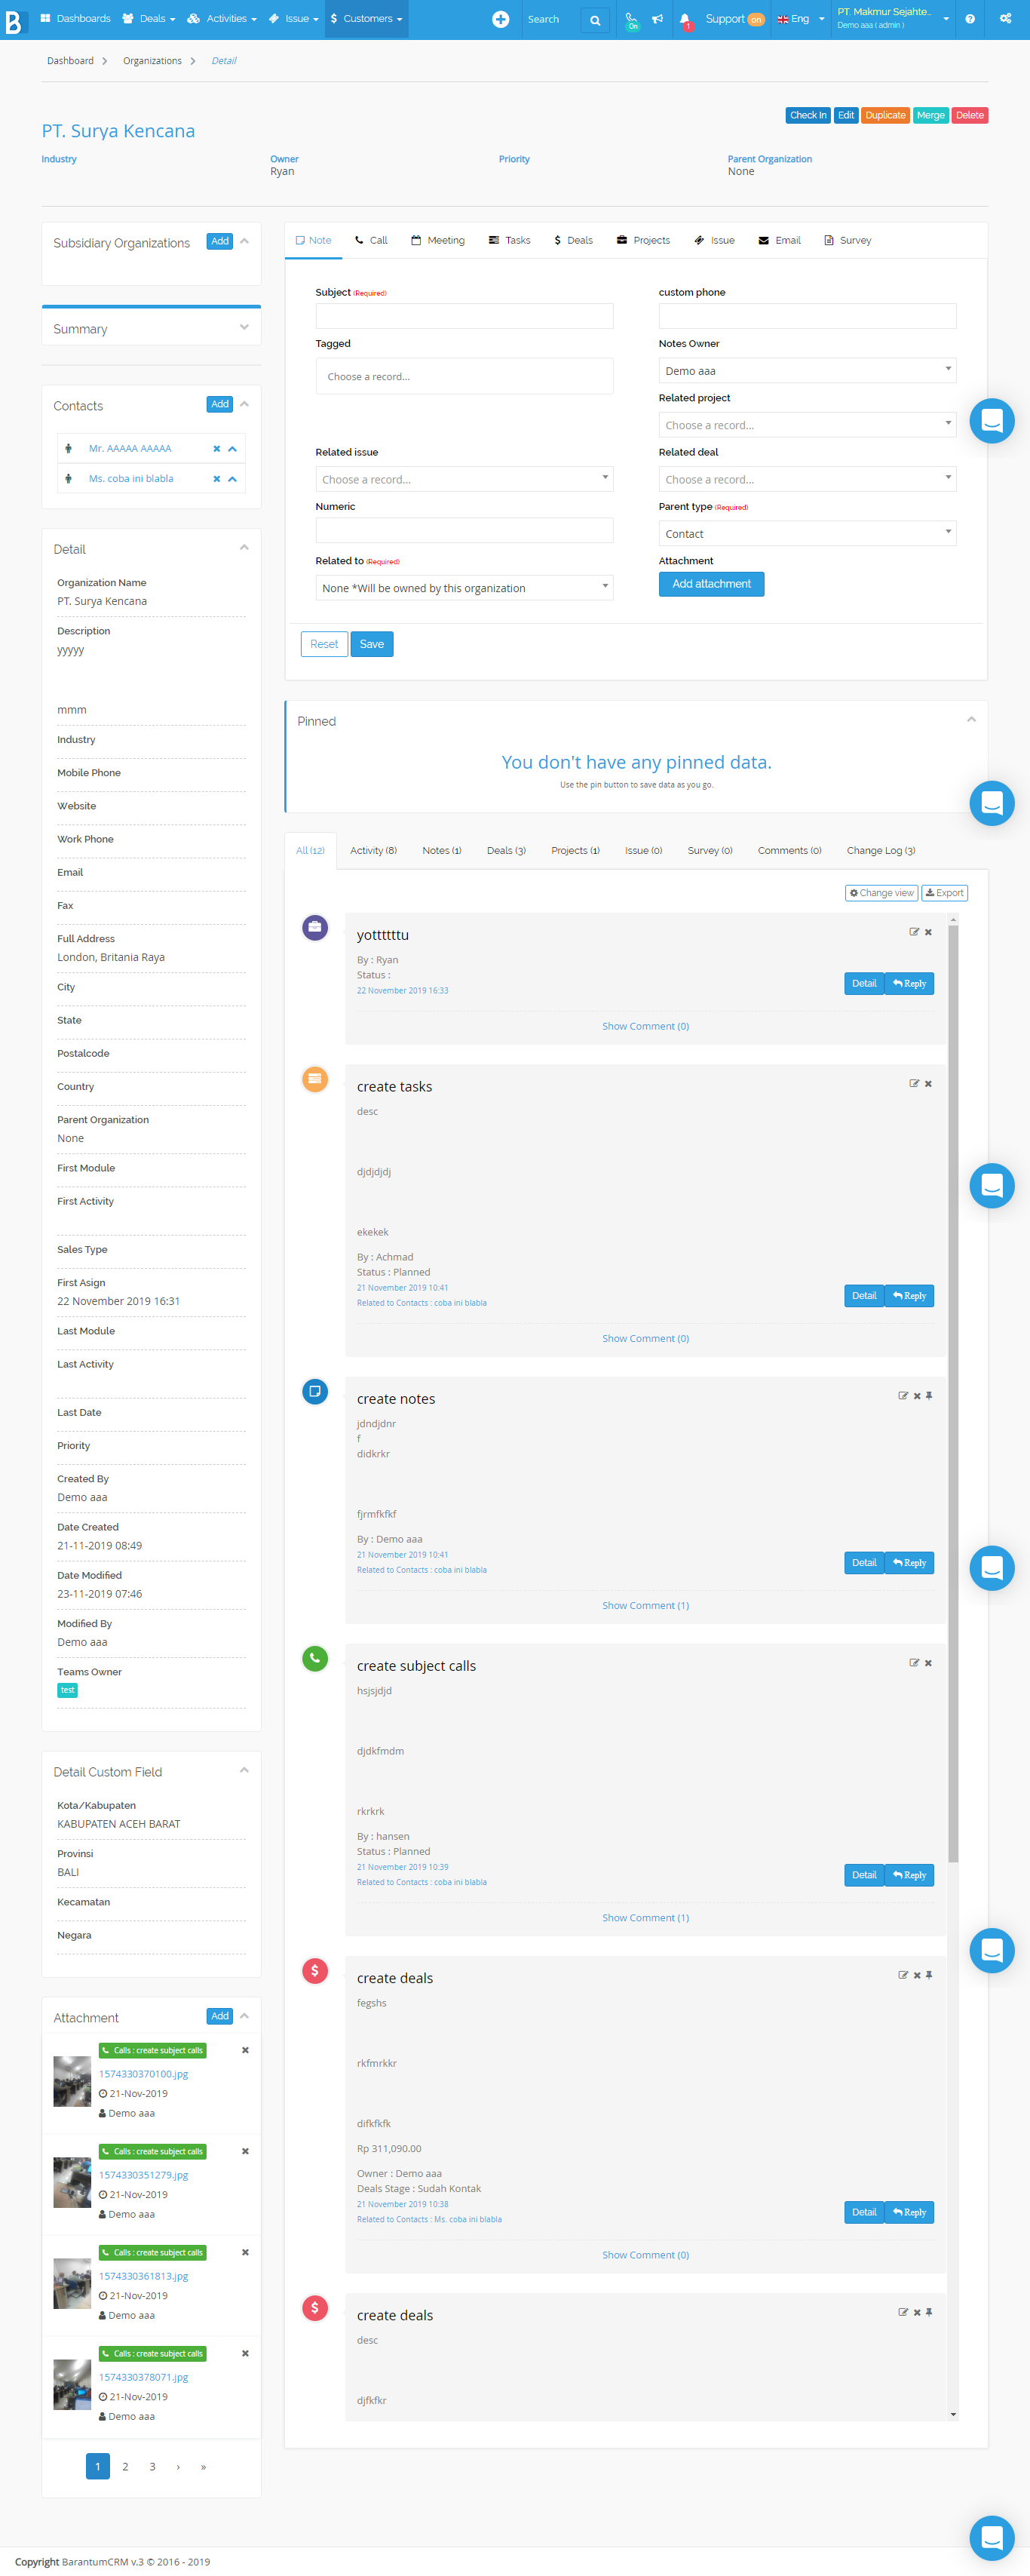 B Dashboards Deals Activities Issue $ Customers Search On 1 Support on Eng PT. Makmur Sejahte...
Demo aaa ( admin )
Dashboard > Organizations > Detail
PT. Surya Kencana
Check In Edit Duplicate Merge Delete
Industry Owner Priority Parent Organization
Ryan None
Subsidiary Organizations Add
Summary
Contacts Add
Mr. AAAAA AAAAA
Ms. coba ini blabla
Detail
Organization Name
PT. Surya Kencana
Description
yyyyy
mmm
Industry
Mobile Phone
Website
Work Phone
Email
Fax
Full Address
London, Britania Raya
City
State
Postalcode
Country
Parent Organization
None
First Module
First Activity
Sales Type
First Asign
22 November 2019 16:31
Last Module
Last Activity
Last Date
Priority
Created By
Demo aaa
Date Created
21-11-2019 08:49
Date Modified
23-11-2019 07:46
Modified By
Demo aaa
Teams Owner
test
Detail Custom Field
Kota/Kabupaten
KABUPATEN ACEH BARAT
Provinsi
BALI
Kecamatan
Negara
Attachment Add
Calls : create subject calls
1574330370100.jpg
21-Nov-2019
Demo aaa
Calls : create subject calls
1574330351279.jpg
21-Nov-2019
Demo aaa
Calls : create subject calls
1574330361813.jpg
21-Nov-2019
Demo aaa
Calls : create subject calls
1574330378071.jpg
21-Nov-2019
Demo aaa
1 2 3 › »
Note Call Meeting Tasks $ Deals Projects Issue Email Survey
Subject (Required) custom phone
Tagged Notes Owner
Choose a record... Demo aaa
Related project
Choose a record...
Related issue Related deal
Choose a record... Choose a record...
Numeric Parent type (Required)
Contact
Related to (Required) Attachment
None *Will be owned by this organization Add attachment
Reset Save
Pinned
You don't have any pinned data.
Use the pin button to save data as you go.
All (12) Activity (8) Notes (1) Deals (3) Projects (1) Issue (0) Survey (0) Comments (0) Change Log (3)
Change view Export
yottttttu
By : Ryan
Status :
22 November 2019 16:33
Detail Reply
Show Comment (0)
create tasks
desc
djdjdjdj
ekekek
By : Achmad
Status : Planned
21 November 2019 10:41
Related to Contacts : coba ini blabla
Detail Reply
Show Comment (0)
create notes
jdndjdnr
f
didkrkr
fjrmfkfkf
By : Demo aaa
21 November 2019 10:41
Related to Contacts : coba ini blabla
Detail Reply
Show Comment (1)
create subject calls
hsjsjdjd
djdkfmdm
rkrkrk
By : hansen
Status : Planned
21 November 2019 10:39
Related to Contacts : coba ini blabla
Detail Reply
Show Comment (1)
$ create deals
fegshs
rkfmrkkr
difkfkfk
Rp 311,090.00
Owner : Demo aaa
Deals Stage : Sudah Kontak
21 November 2019 10:38
Related to Contacts : Ms. coba ini blabla
Detail Reply
Show Comment (0)
$ create deals
desc
djfkfkr
Copyright BarantumCRM v.3 © 2016 - 2019